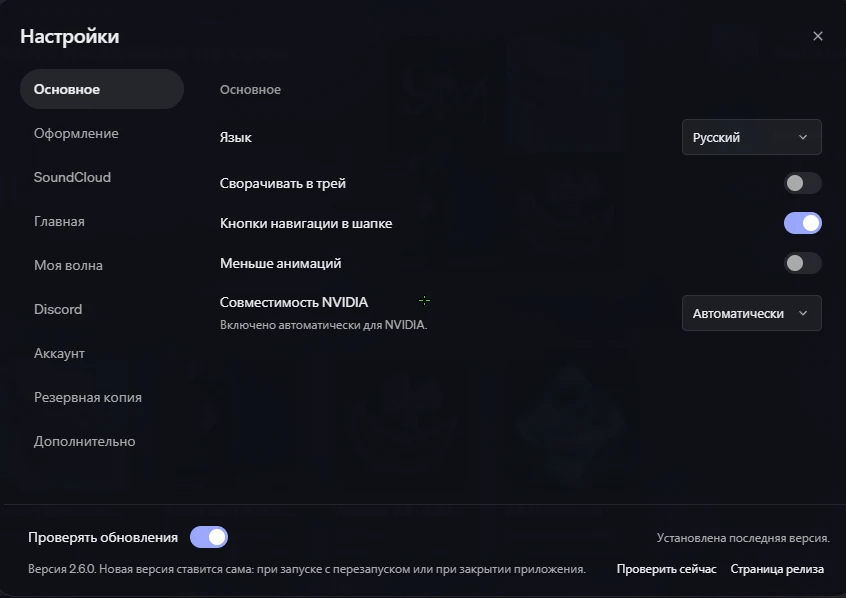 Настройки
Основное
Оформление
SoundCloud
Главная
Моя волна
Discord
Аккаунт
Резервная копия
Дополнительно
Основное
Язык
Русский
Сворачивать в трей
Кнопки навигации в шапке
Меньше анимаций
Совместимость NVIDIA
Включено автоматически для NVIDIA.
Автоматически
Проверять обновления
Установлена последняя версия.
Версия 2.6.0. Новая версия ставится сама: при запуске с перезапуском или при закрытии приложения.
Проверить сейчас
Страница релиза